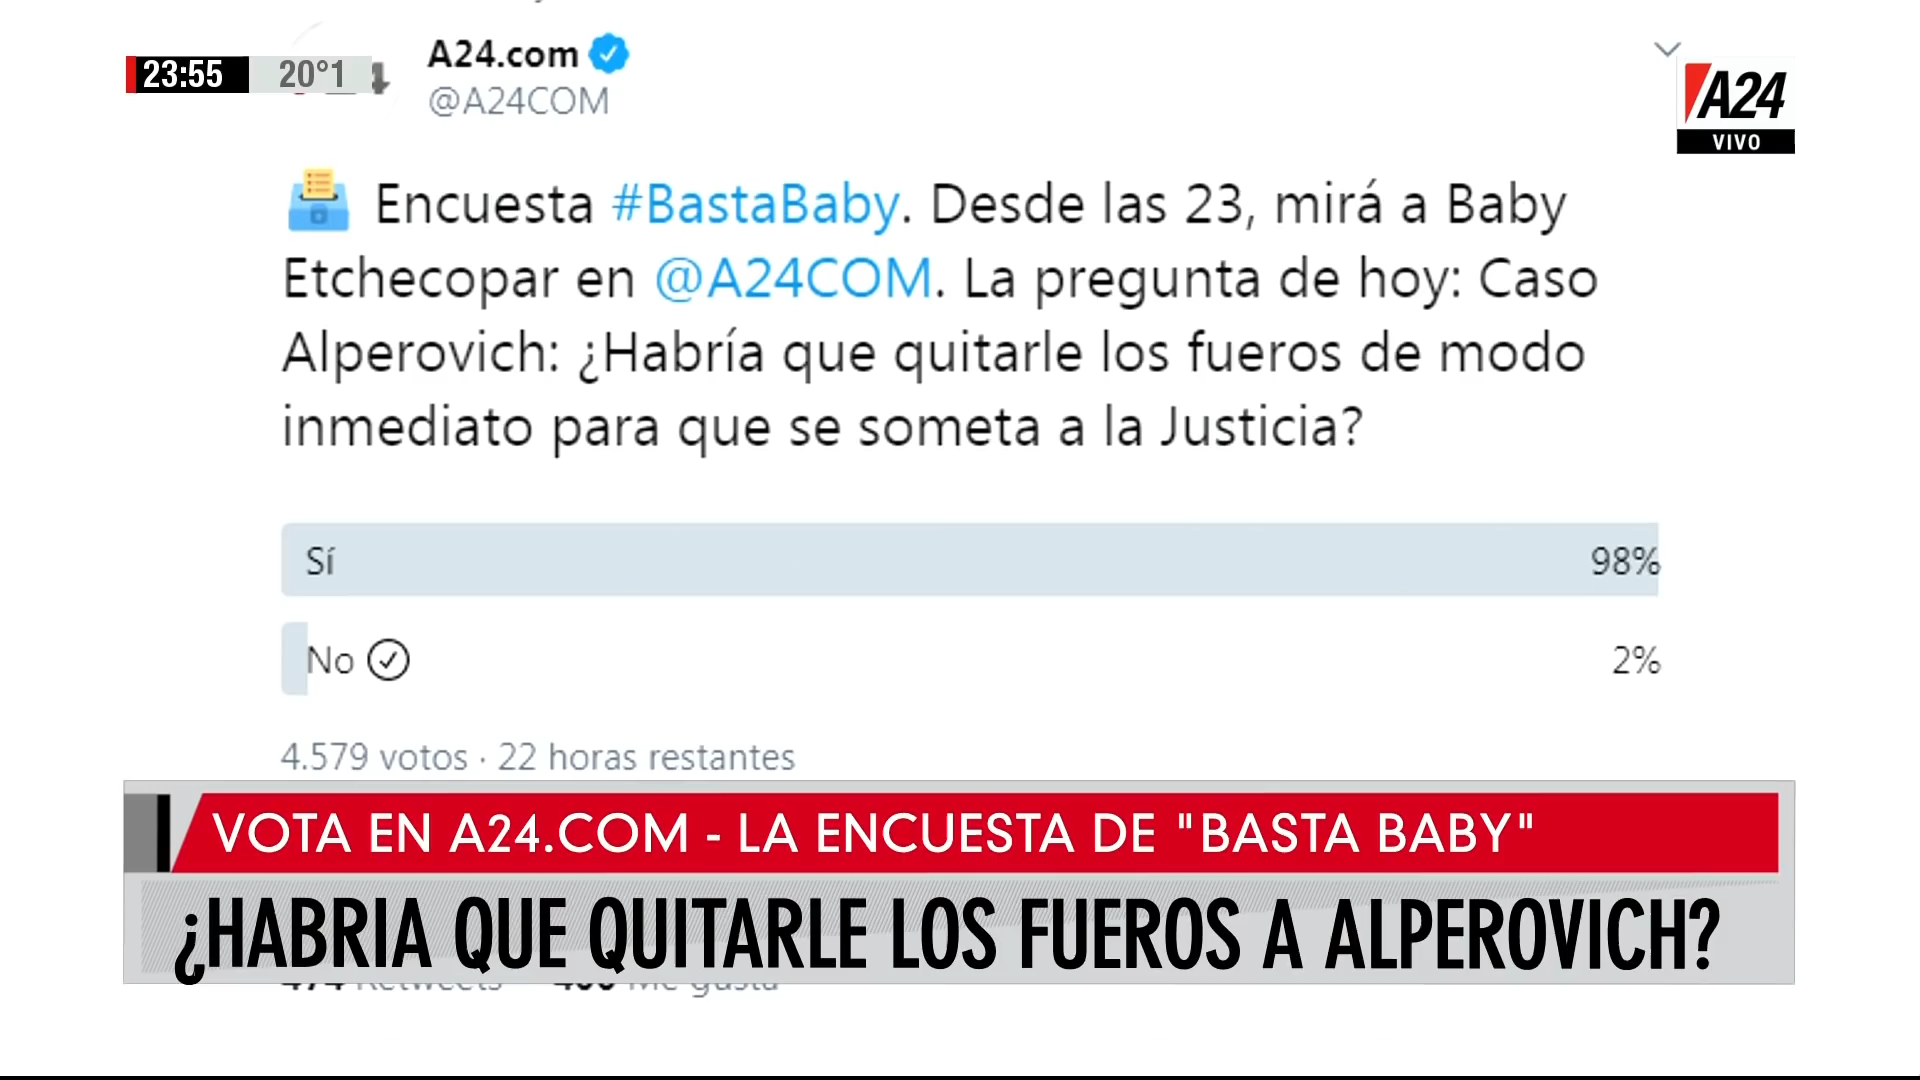 A24.com
23:55 20°1
@A24COM
A24
VIVO
Encuesta #BastaBaby. Desde las 23, mirá a Baby
Etchecopar en @A24COM. La pregunta de hoy: Caso
Alperovich: ¿Habría que quitarle los fueros de modo
inmediato para que se someta a la Justicia?
Sí 98%
No 2%
4.579 votos · 22 horas restantes
VOTA EN A24.COM - LA ENCUESTA DE "BASTA BABY"
¿HABRIA QUE QUITARLE LOS FUEROS A ALPEROVICH?
Retweets Me gusta